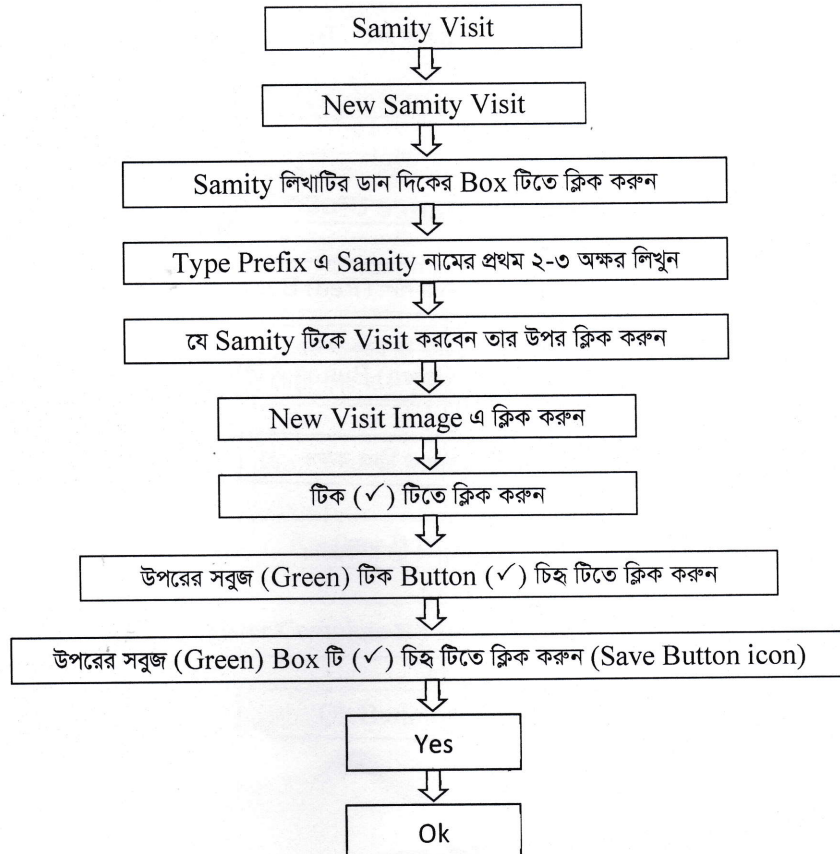 Samity Visit
New Samity Visit
Samity লিখাটির ডান দিকের Box টিতে ক্লিক করুন
Type Prefix এ Samity নামের প্রথম ২-৩ অক্ষর লিখুন
যে Samity টিকে Visit করবেন তার উপর ক্লিক করুন
New Visit Image এ ক্লিক করুন
টিক (✓) টিতে ক্লিক করুন
উপরের সবুজ (Green) টিক Button (✓) চিহ্ন টিতে ক্লিক করুন
উপরের সবুজ (Green) Box টি (✓) চিহ্ন টিতে ক্লিক করুন (Save Button icon)
Yes
Ok